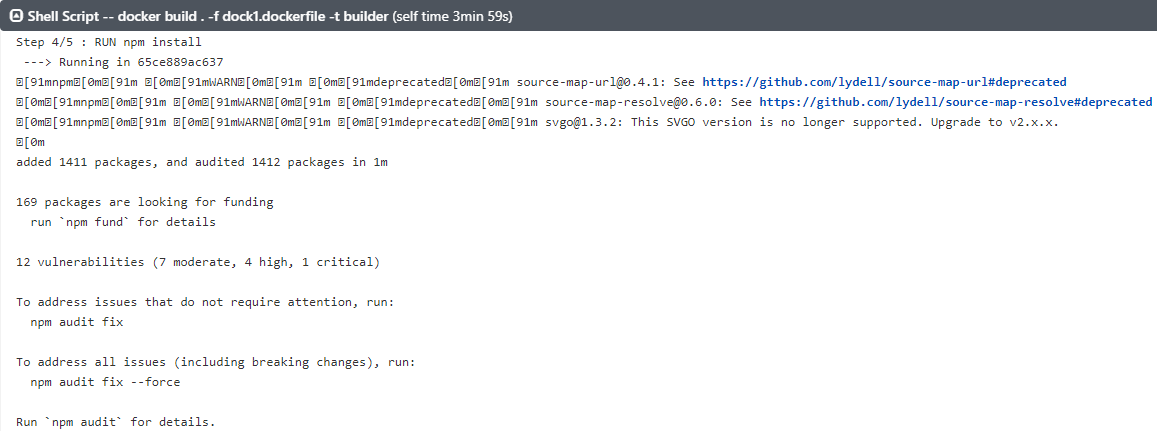 Shell Script -- docker build . -f dock1.dockerfile -t builder (self time 3min 59s)
Step 4/5 : RUN npm install
---> Running in 65ce889ac637
␛[91mnpm␛[0m␛[91m ␛[0m␛[91mWARN␛[0m␛[91m ␛[0m␛[91mdeprecated␛[0m␛[91m source-map-url@0.4.1: See https://github.com/lydell/source-map-url#deprecated
␛[0m␛[91mnpm␛[0m␛[91m ␛[0m␛[91mWARN␛[0m␛[91m ␛[0m␛[91mdeprecated␛[0m␛[91m source-map-resolve@0.6.0: See https://github.com/lydell/source-map-resolve#deprecated
␛[0m␛[91mnpm␛[0m␛[91m ␛[0m␛[91mWARN␛[0m␛[91m ␛[0m␛[91mdeprecated␛[0m␛[91m svgo@1.3.2: This SVGO version is no longer supported. Upgrade to v2.x.x.
␛[0m
added 1411 packages, and audited 1412 packages in 1m
169 packages are looking for funding
run `npm fund` for details
12 vulnerabilities (7 moderate, 4 high, 1 critical)
To address issues that do not require attention, run:
npm audit fix
To address all issues (including breaking changes), run:
npm audit fix --force
Run `npm audit` for details.